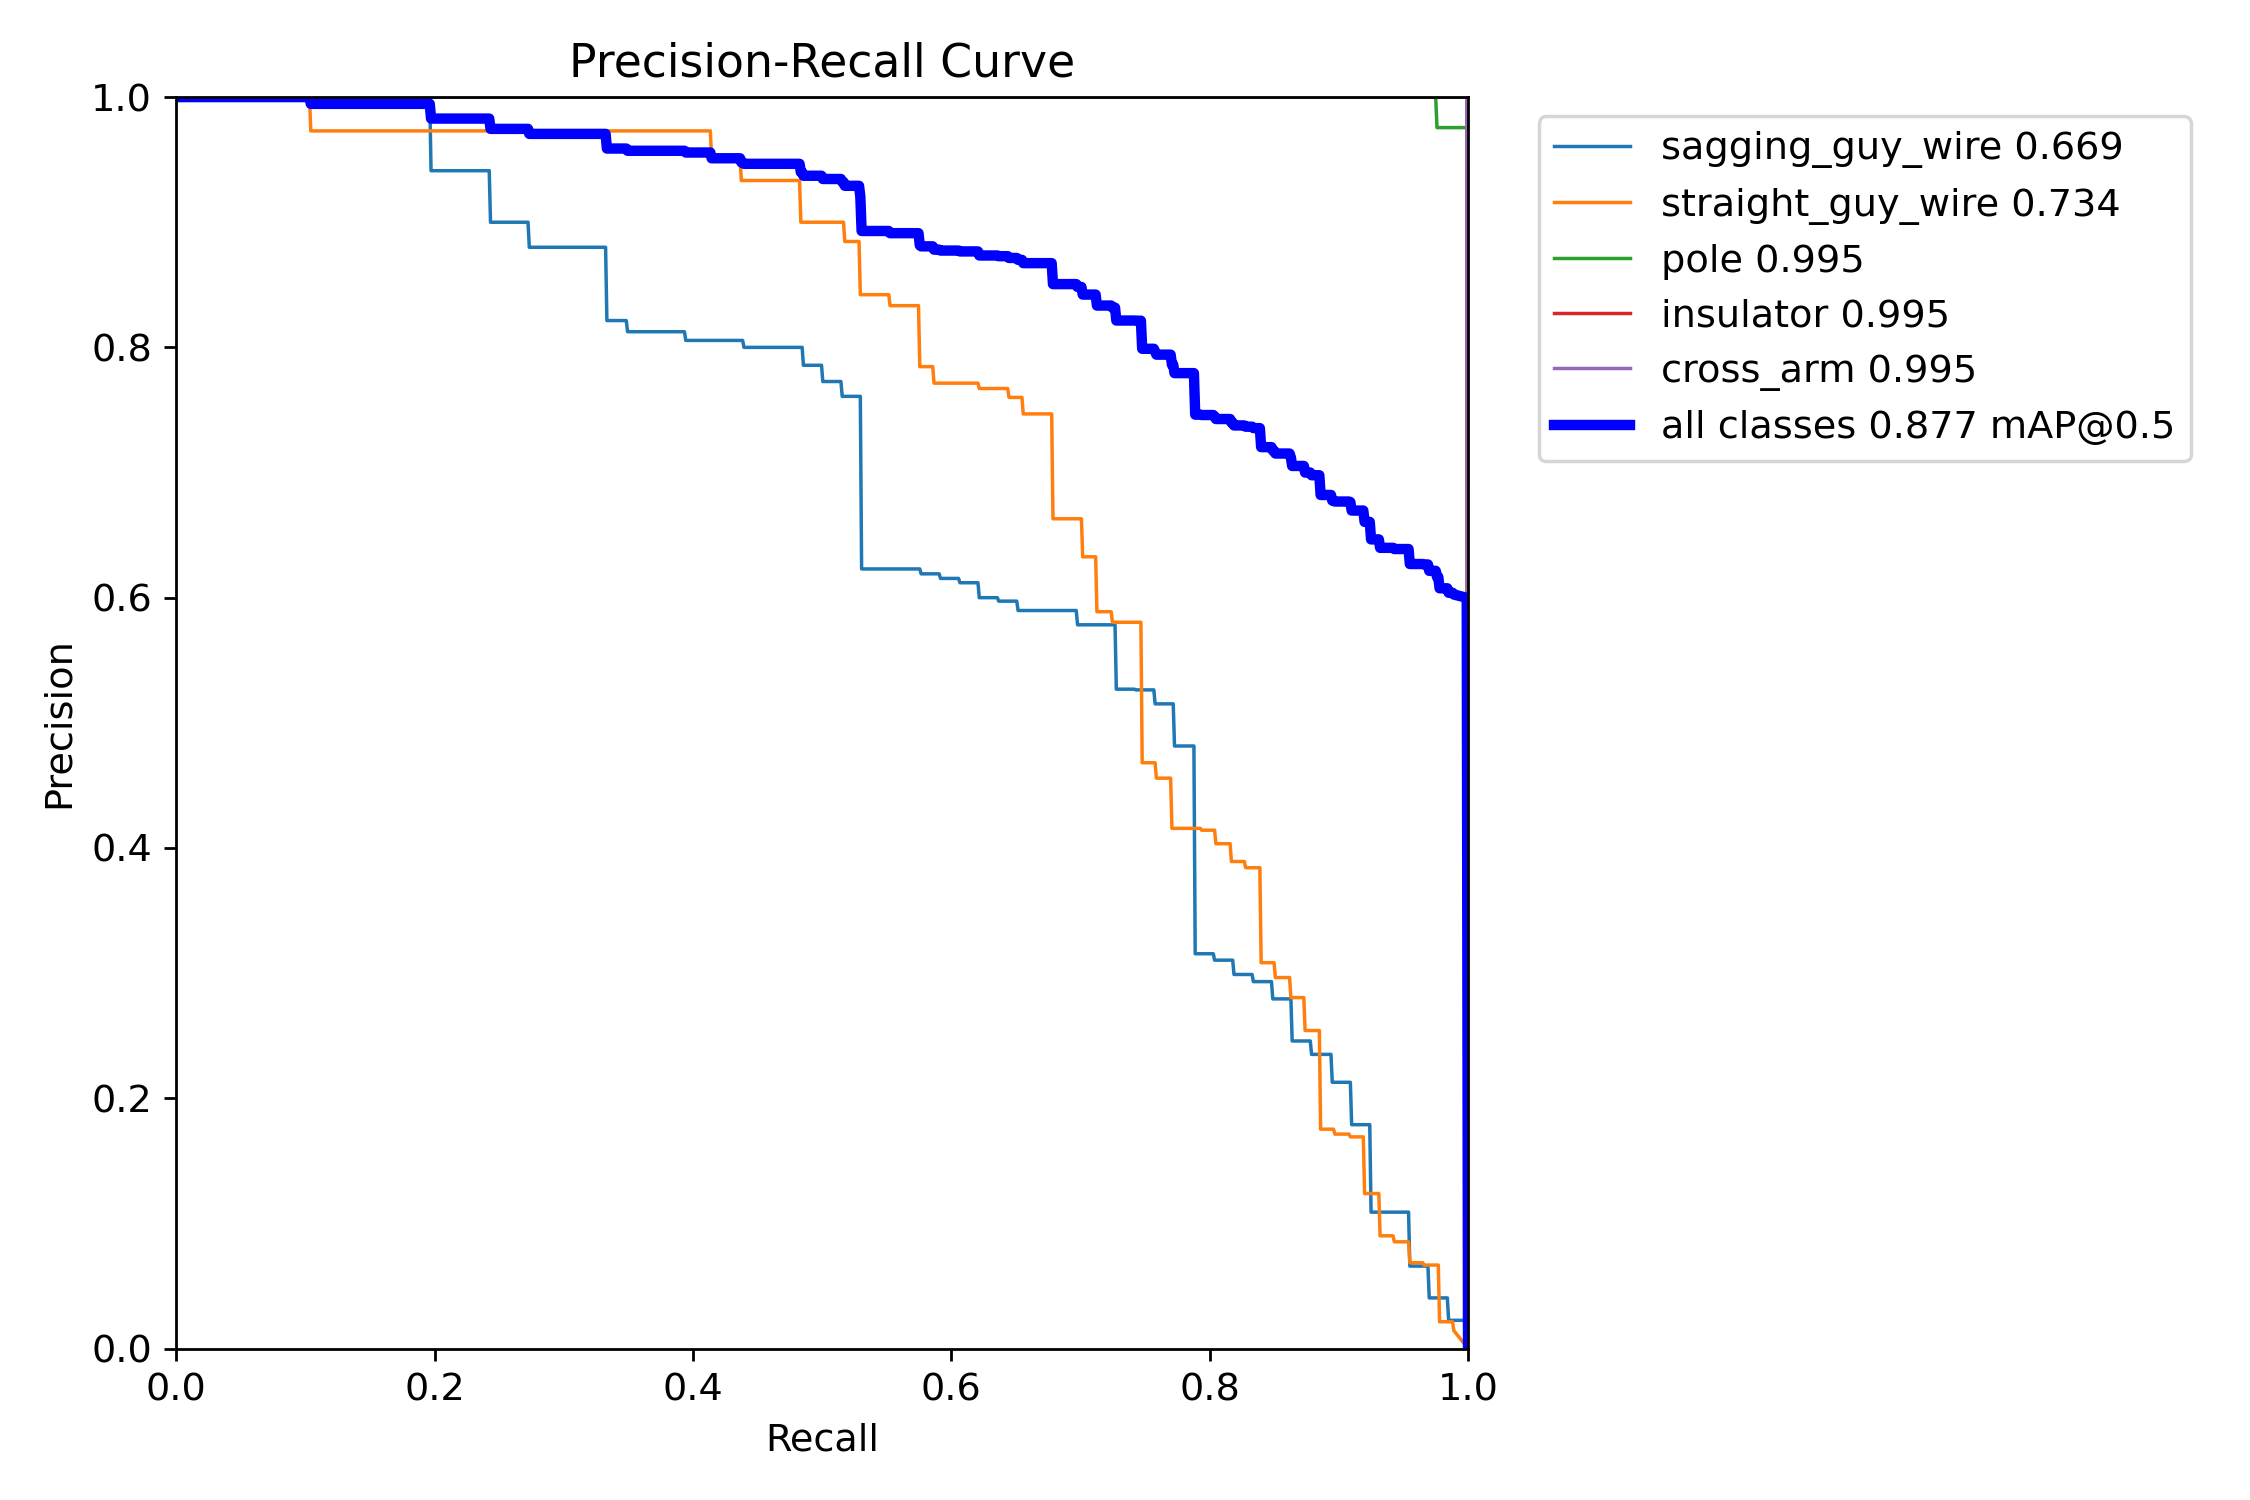 Precision-Recall Curve
1.0
0.8
0.6
0.4
0.2
0.0
Precision
0.0 0.2 0.4 0.6 0.8 1.0
Recall
sagging_guy_wire 0.669
straight_guy_wire 0.734
pole 0.995
insulator 0.995
cross_arm 0.995
all classes 0.877 mAP@0.5